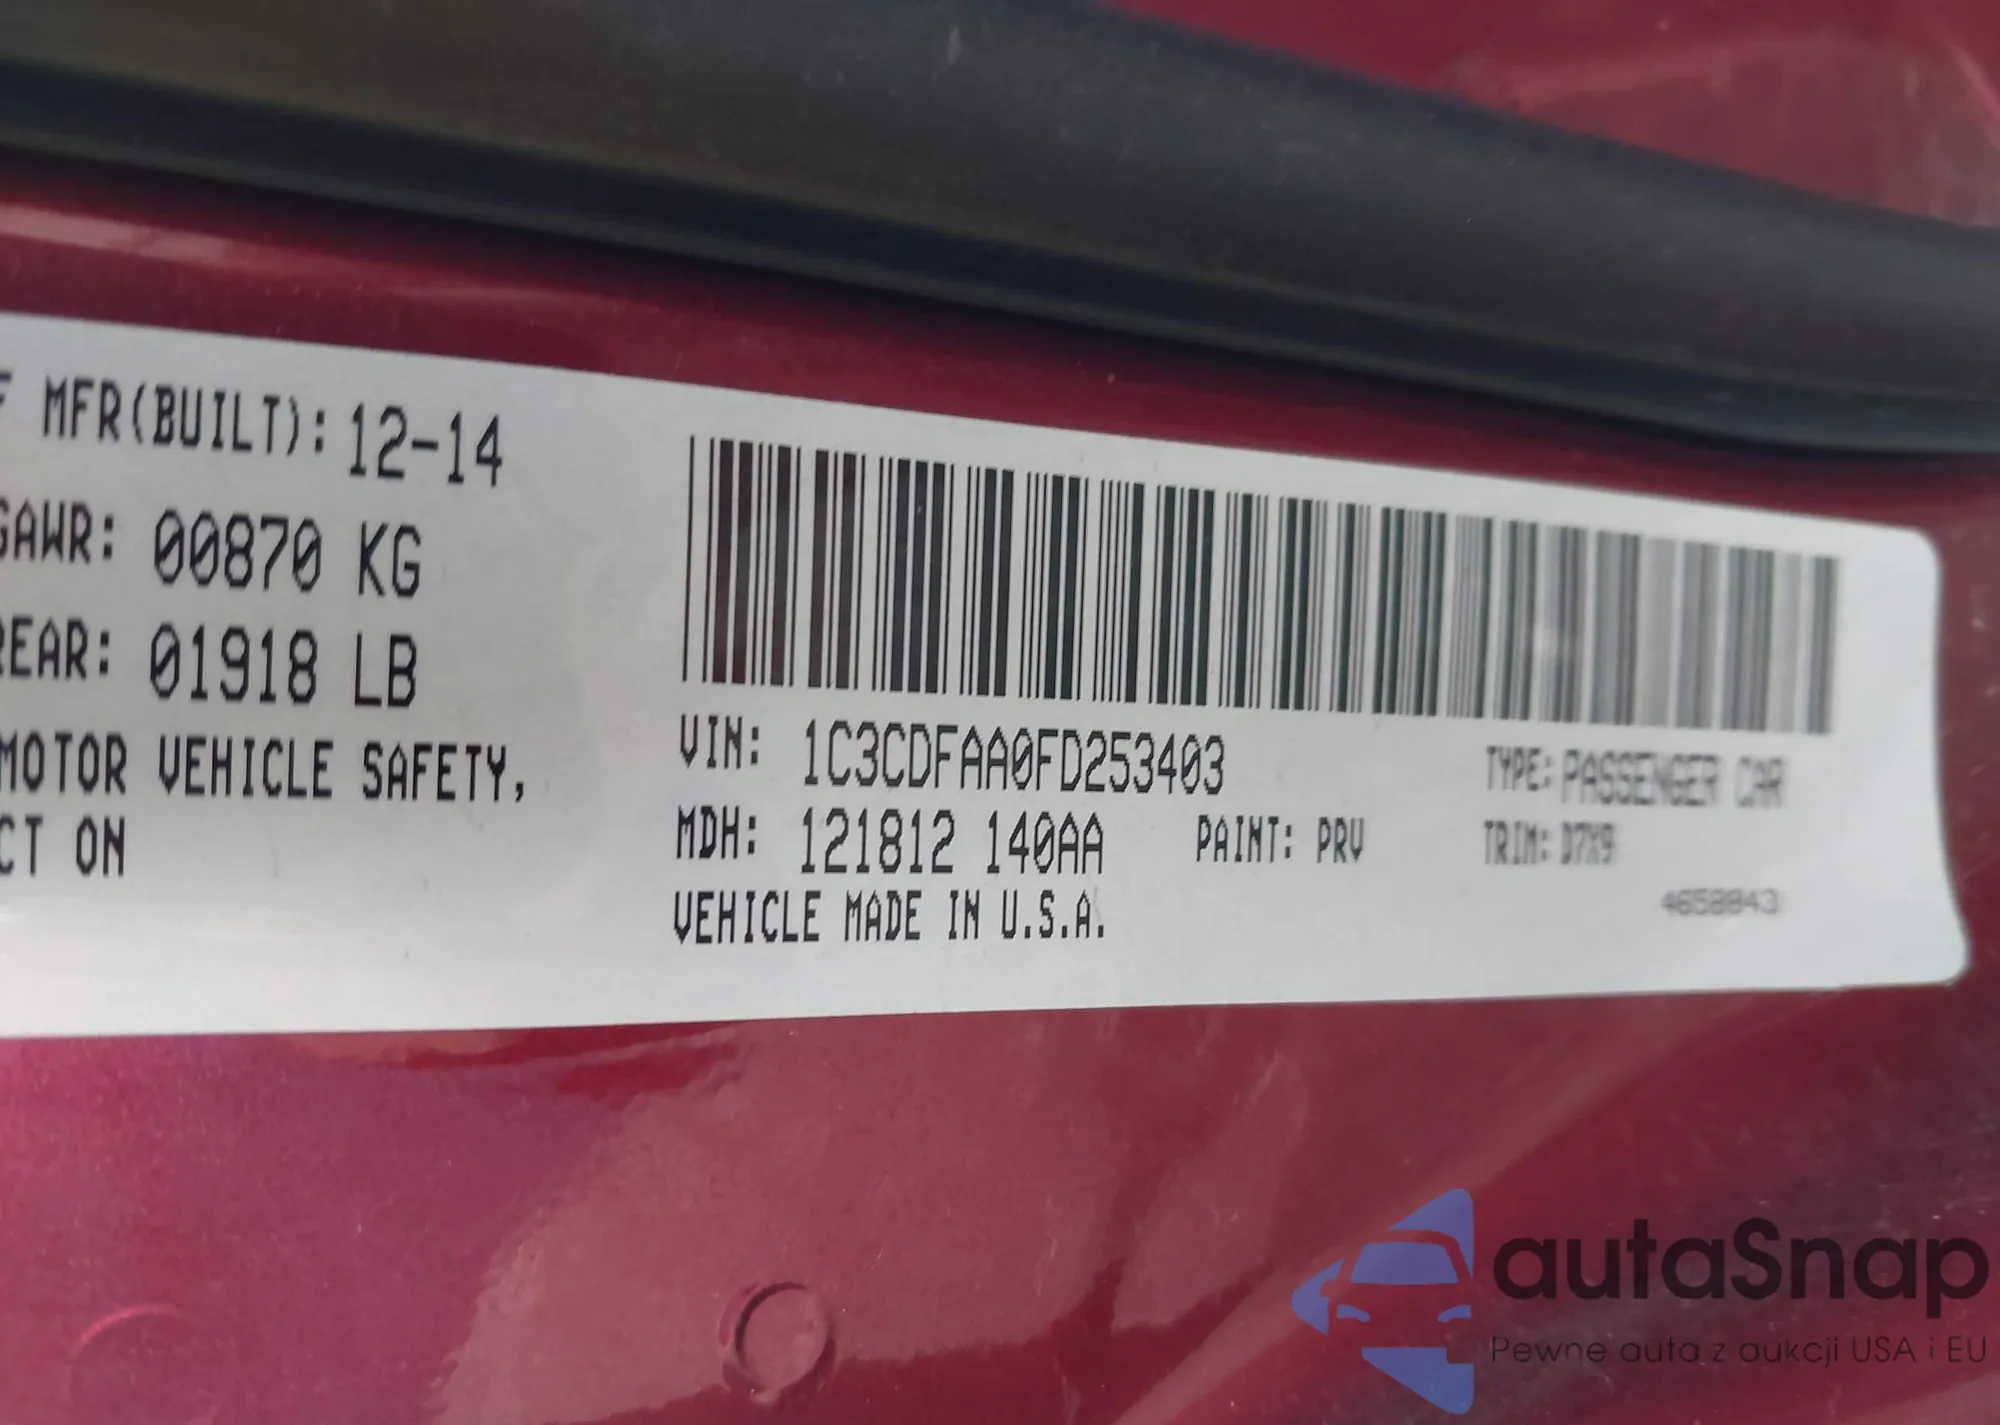 F MFR(BUILT): 12-14
GAWR: 00870 KG
REAR: 01918 LB
MOTOR VEHICLE SAFETY,
CT ON
VIN: 1C3CDFAA0FD253403
TYPE: PASSENGER CAR
MDH: 121812 140AA
PAINT: PRV
TRIM: D7X9
VEHICLE MADE IN U.S.A.
4658843
autaSnap
Pewne auta z aukcji USA i EU